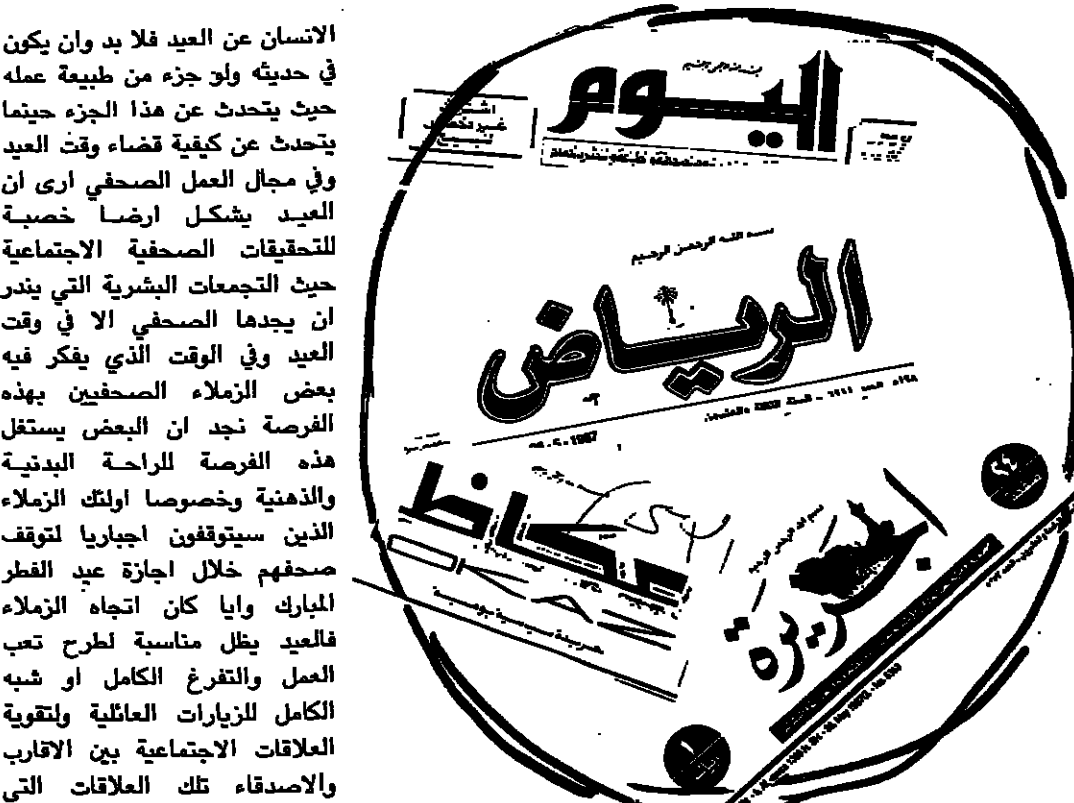 الانسان عن العيد فلا بد وان يكون
في حديثه ولو جزء من طبيعة عمله
حيث يتحدث عن هذا الجزء حينما
يتحدث عن كيفية قضاء وقت العيد
وفي مجال العمل الصحفي ارى ان
العيد يشكل ارضا خصبة
للتحقيقات الصحفية الاجتماعية
حيث التجمعات البشرية التي يندر
ان يجدها الصحفي الا في وقت
العيد وفي الوقت الذي يفكر فيه
بعض الزملاء الصحفيين بهذه
الفرصة نجد ان البعض يستغل
هذه الفرصة للراحة البدنية
والذهنية وخصوصا اولئك الزملاء
الذين سيتوقفون اجباريا لتوقف
صحفهم خلال اجازة عيد الفطر
المبارك وايا كان اتجاه الزملاء
فالعيد يظل مناسبة لطرح تعب
العمل والتفرغ الكامل او شبه
الكامل للزيارات العائلية ولتقوية
العلاقات الاجتماعية بين الاقارب
والاصدقاء تلك العلاقات التي
اليوم
بسم الله الرحمن الرحيم
الرياض
5 - 1987
عكاظ
بسم الله الرحمن الرحيم
الجزيرة